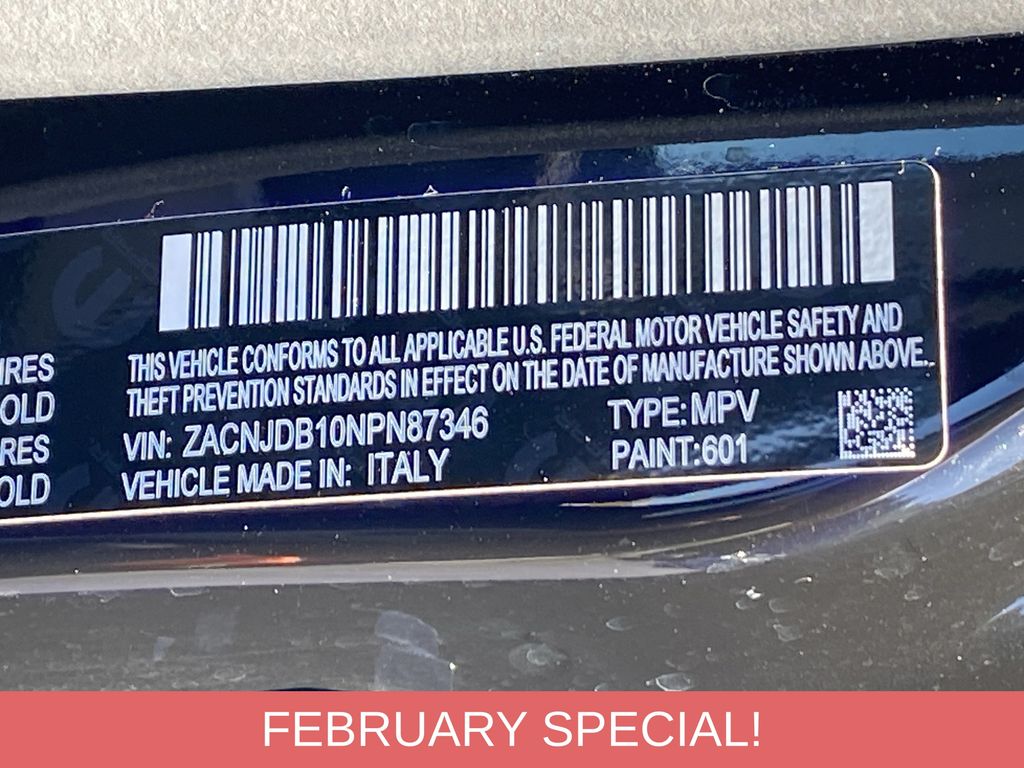 THIS VEHICLE CONFORMS TO ALL APPLICABLE U.S. FEDERAL MOTOR VEHICLE SAFETY AND
THEFT PREVENTION STANDARDS IN EFFECT ON THE DATE OF MANUFACTURE SHOWN ABOVE.
VIN: ZACNJDB10NPN87346 TYPE: MPV
VEHICLE MADE IN: ITALY PAINT:601
IRES
OLD
RES
OLD
FEBRUARY SPECIAL!